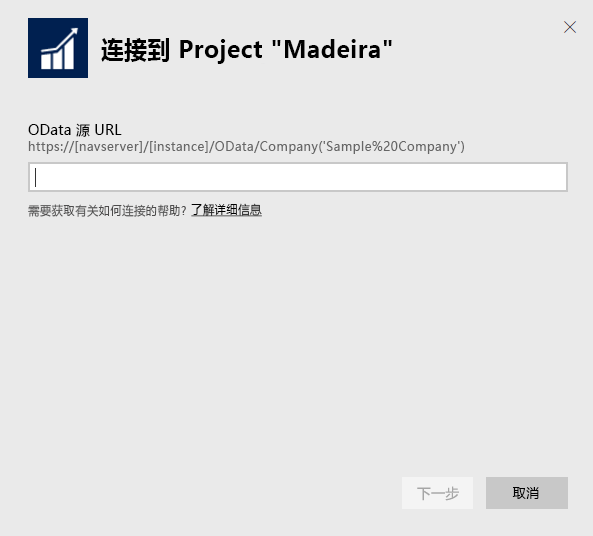 连接到 Project "Madeira"
OData 源 URL
https://[navserver]/[instance]/OData/Company('Sample%20Company')
需要获取有关如何连接的帮助? 了解详细信息
下一步 取消